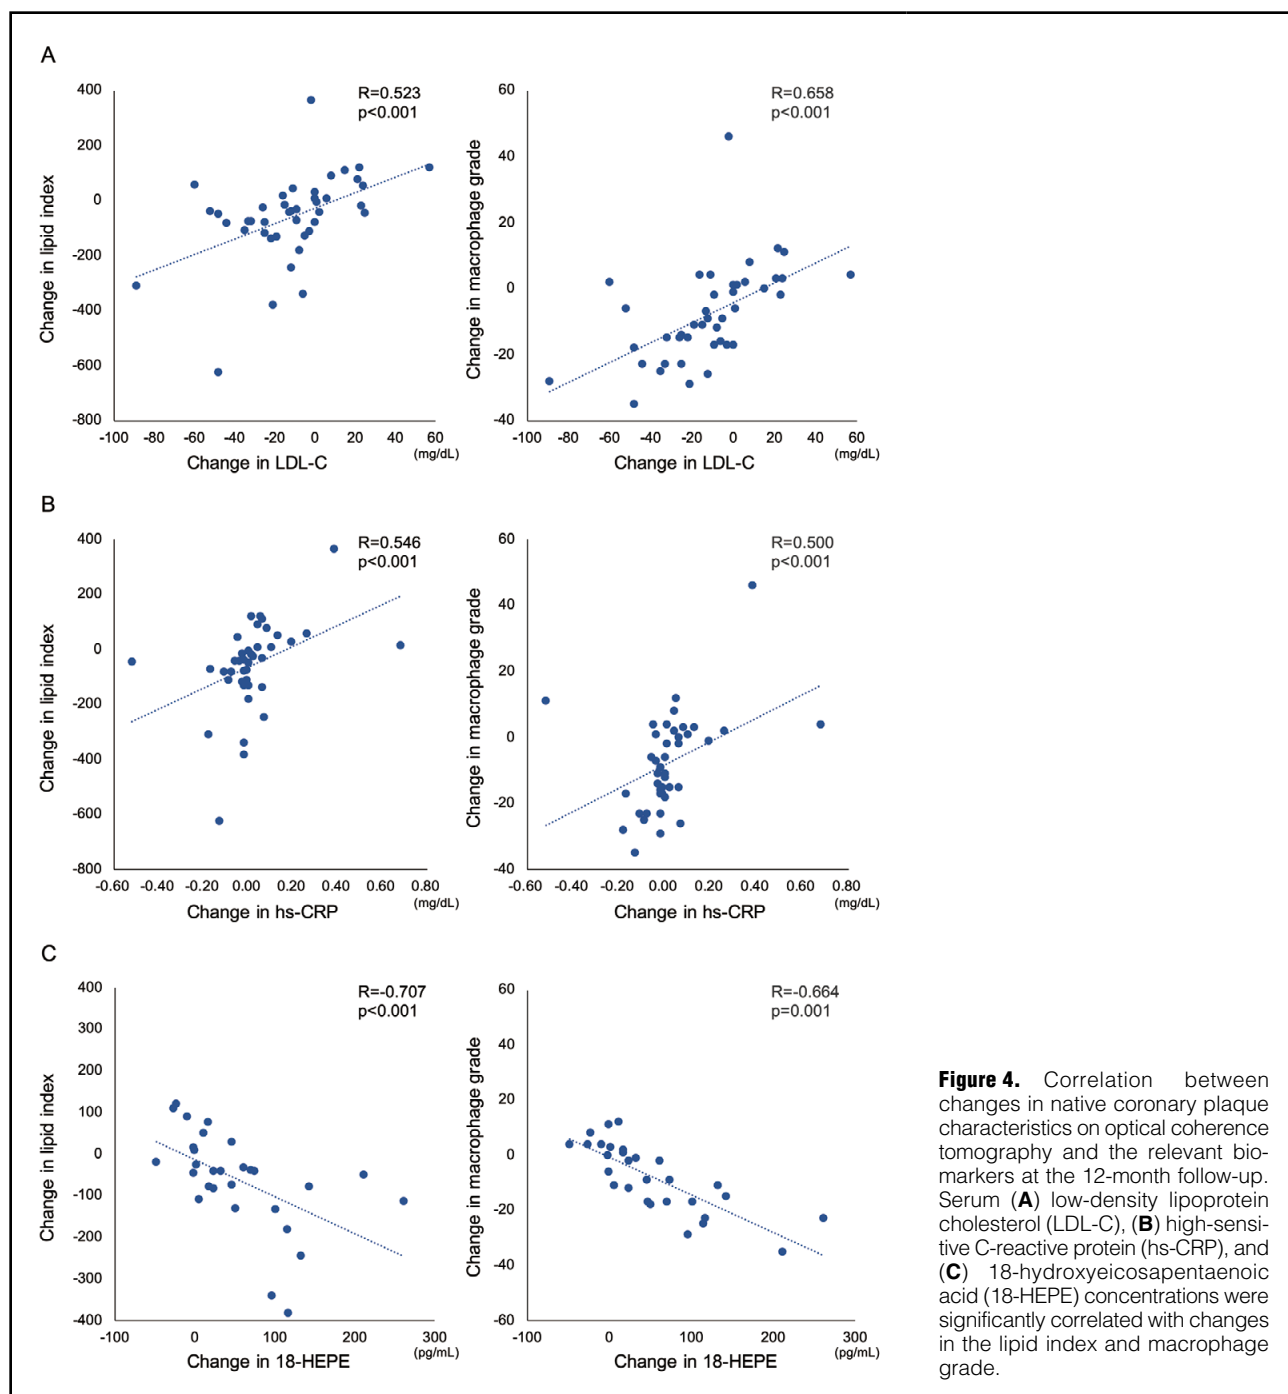 A
400
200
0
-200
-400
-600
-800
Change in lipid index
R=0.523
p<0.001
-100 -80 -60 -40 -20 0 20 40 60
Change in LDL-C
(mg/dL)
60
40
20
0
-20
-40
Change in macrophage grade
R=0.658
p<0.001
-100 -80 -60 -40 -20 0 20 40 60
Change in LDL-C
(mg/dL)
B
400
200
0
-200
-400
-600
-800
Change in lipid index
R=0.546
p<0.001
-0.60 -0.40 -0.20 0.00 0.20 0.40 0.60 0.80
Change in hs-CRP
(mg/dL)
60
40
20
0
-20
-40
Change in macrophage grade
R=0.500
p<0.001
-0.60 -0.40 -0.20 0.00 0.20 0.40 0.60 0.80
Change in hs-CRP
(mg/dL)
C
400
300
200
100
0
-100
-200
-300
-400
Change in lipid index
R=-0.707
p<0.001
-100 0 100 200 300
Change in 18-HEPE
(pg/mL)
60
40
20
0
-20
-40
-60
Change in macrophage grade
R=-0.664
p=0.001
-100 0 100 200 300
Change in 18-HEPE
(pg/mL)
Figure 4. Correlation between
changes in native coronary plaque
characteristics on optical coherence
tomography and the relevant bio-
markers at the 12-month follow-up.
Serum (A) low-density lipoprotein
cholesterol (LDL-C), (B) high-sensi-
tive C-reactive protein (hs-CRP), and
(C) 18-hydroxyeicosapentaenoic
acid (18-HEPE) concentrations were
significantly correlated with changes
in the lipid index and macrophage
grade.